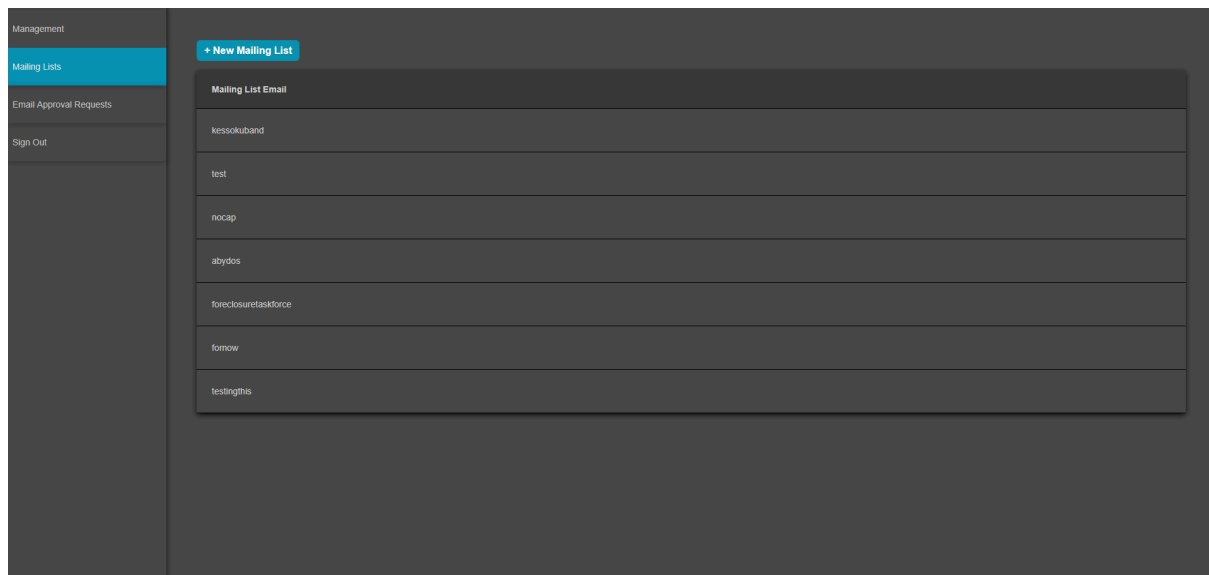 Management
Mailing Lists
Email Approval Requests
Sign Out
+ New Mailing List
Mailing List Email
kessokuband
test
nocap
abydos
foreclosuretaskforce
fornow
testingthis